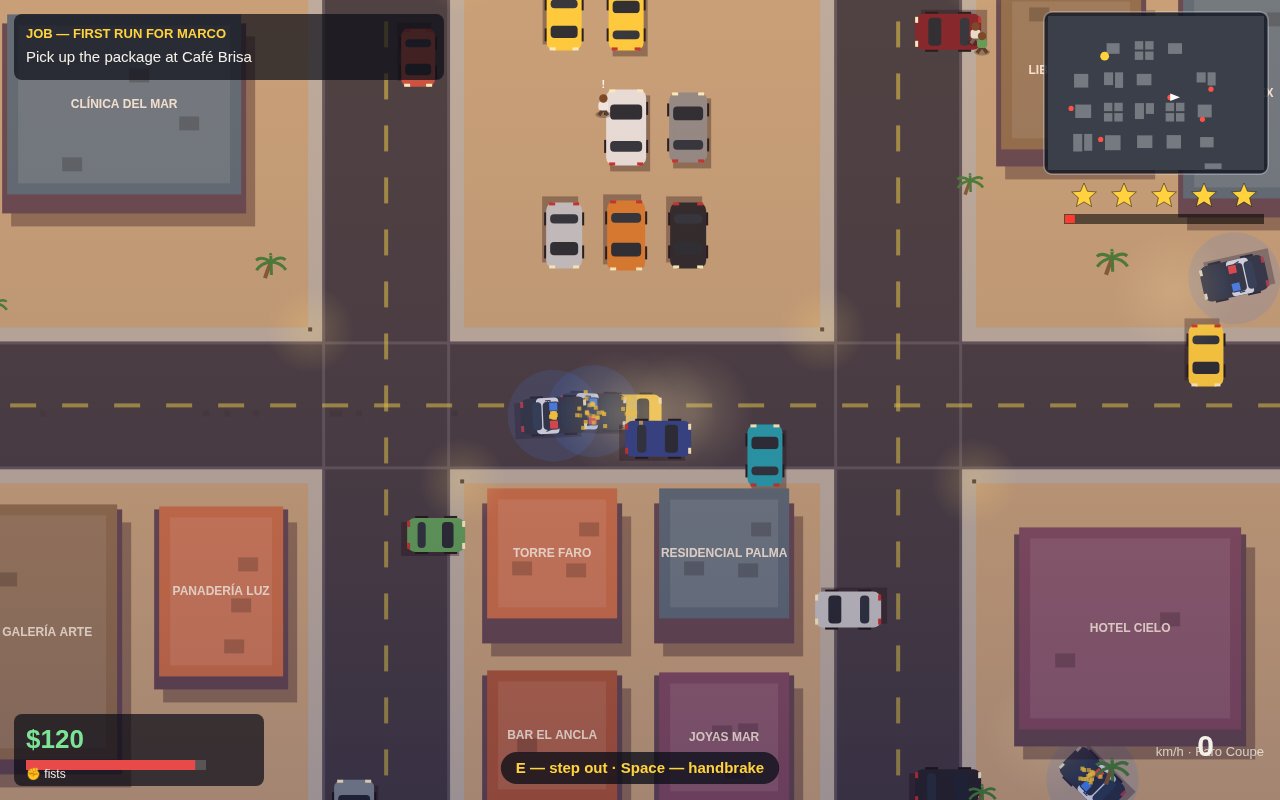 JOB — FIRST RUN FOR MARCO
Pick up the package at Café Brisa
CLÍNICA DEL MAR
!
TORRE FARO
RESIDENCIAL PALMA
PANADERÍA LUZ
GALERÍA ARTE
HOTEL CIELO
BAR EL ANCLA
JOYAS MAR
$120
✊ fists
E — step out · Space — handbrake
0
km/h · Faro Coupe